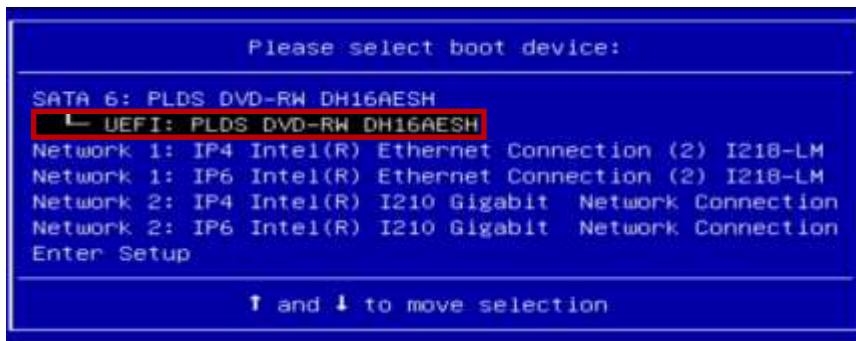 Please select boot device:
SATA 6: PLDS DVD-RW DH16AESH
└─ UEFI: PLDS DVD-RW DH16AESH
Network 1: IP4 Intel(R) Ethernet Connection (2) I218-LM
Network 1: IP6 Intel(R) Ethernet Connection (2) I218-LM
Network 2: IP4 Intel(R) I210 Gigabit  Network Connection
Network 2: IP6 Intel(R) I210 Gigabit  Network Connection
Enter Setup
↑ and ↓ to move selection